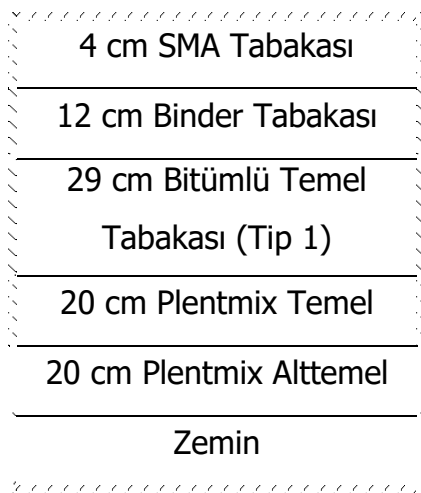 4 cm SMA Tabakası
12 cm Binder Tabakası
29 cm Bitümlü Temel
Tabakası (Tip 1)
20 cm Plentmix Temel
20 cm Plentmix Alttemel
Zemin